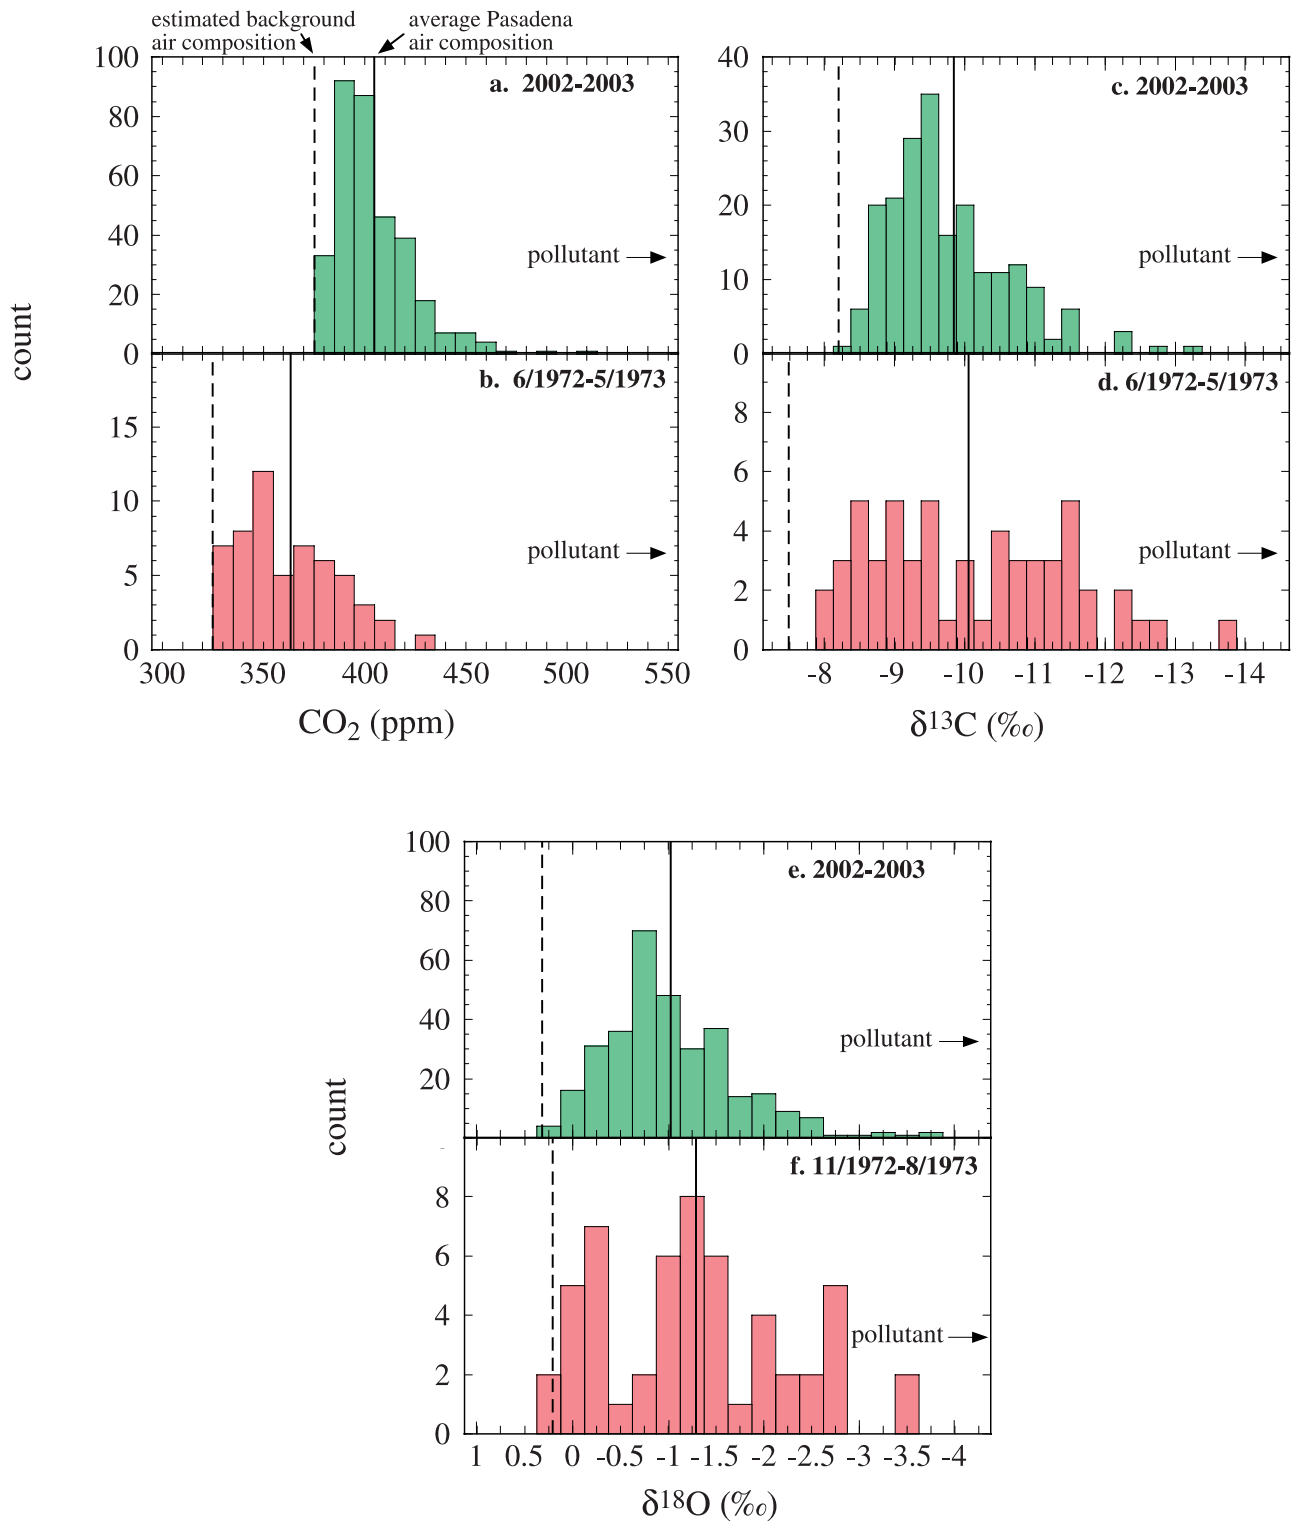 estimated background
air composition
average Pasadena
air composition
100
80
60
40
20
0
a. 2002-2003
pollutant
40
30
20
10
0
c. 2002-2003
pollutant
count
15
10
5
0
b. 6/1972-5/1973
pollutant
300 350 400 450 500 550
CO2 (ppm)
8
6
4
2
0
d. 6/1972-5/1973
pollutant
-8 -9 -10 -11 -12 -13 -14
δ13C (‰)
100
80
60
40
20
e. 2002-2003
pollutant
count
8
6
4
2
0
f. 11/1972-8/1973
pollutant
1 0.5 0 -0.5 -1 -1.5 -2 -2.5 -3 -3.5 -4
δ18O (‰)